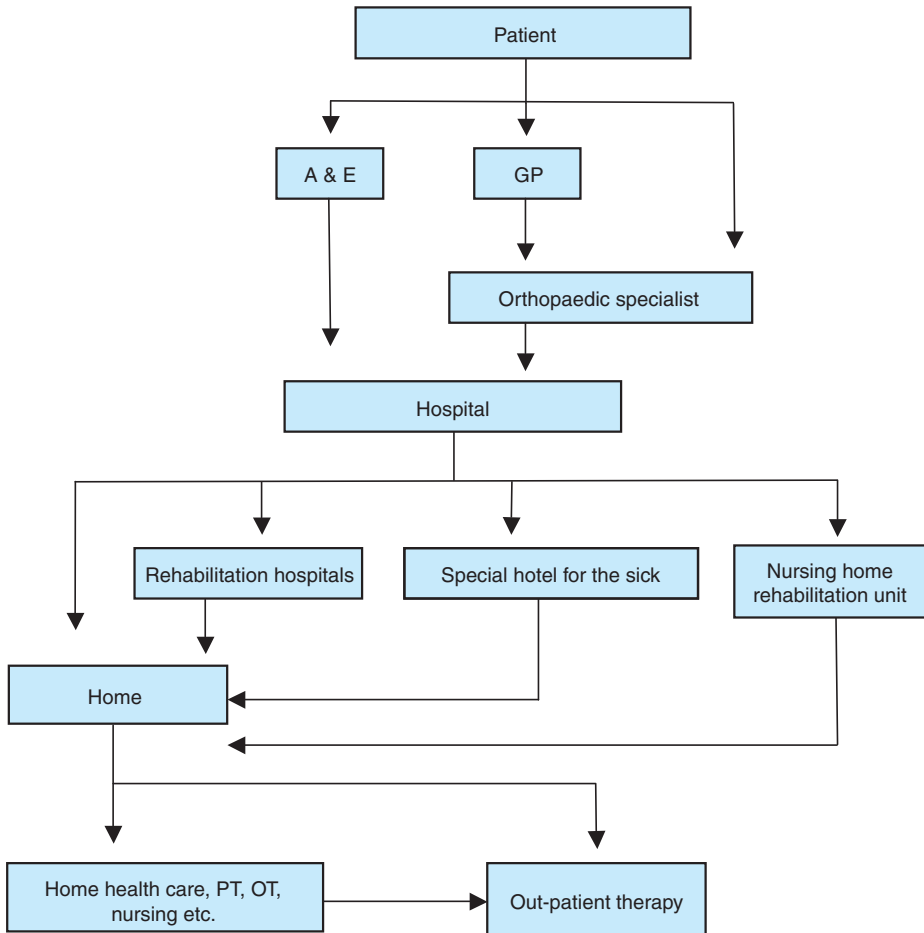 Patient
A & E
GP
Orthopaedic specialist
Hospital
Rehabilitation hospitals
Special hotel for the sick
Nursing home
rehabilitation unit
Home
Home health care, PT, OT,
nursing etc.
Out-patient therapy